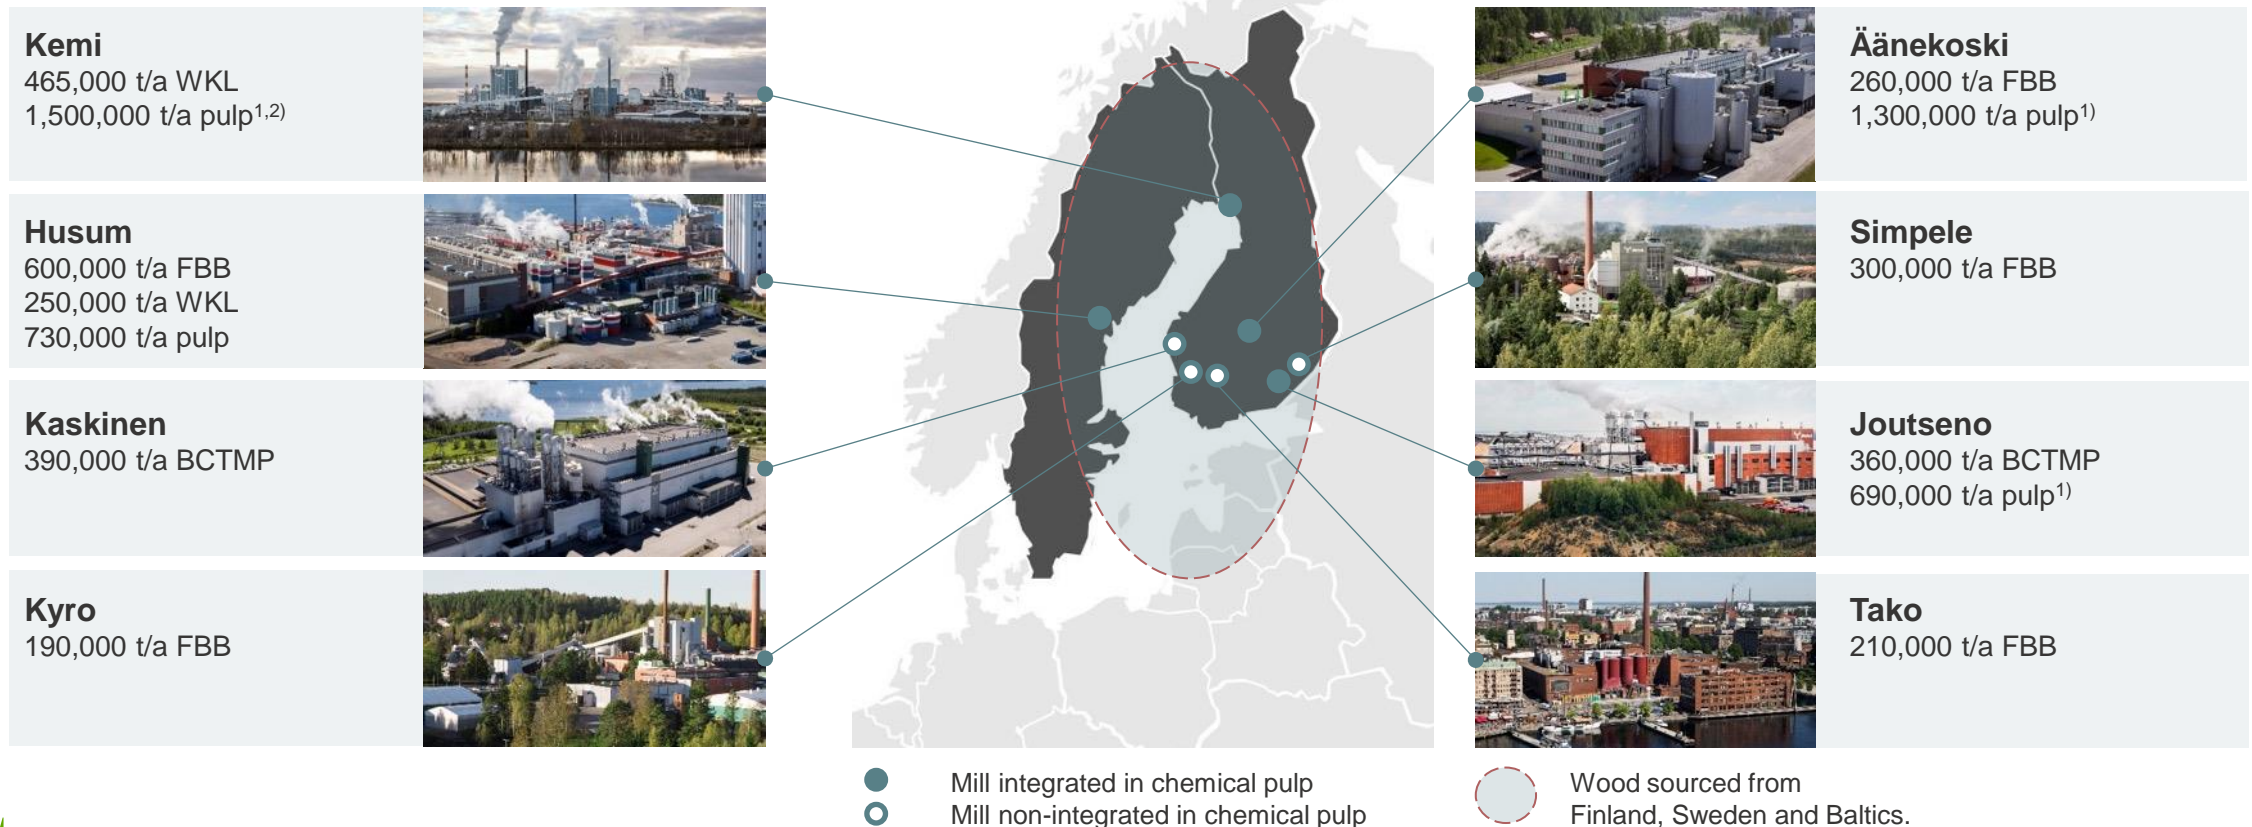 Kemi
465,000 t/a WKL
1,500,000 t/a pulp1,2)
Husum
600,000 t/a FBB
250,000 t/a WKL
730,000 t/a pulp
Kaskinen
390,000 t/a BCTMP
Kyro
190,000 t/a FBB
Äänekoski
260,000 t/a FBB
1,300,000 t/a pulp1)
Simpele
300,000 t/a FBB
Joutseno
360,000 t/a BCTMP
690,000 t/a pulp1)
Tako
210,000 t/a FBB
Mill integrated in chemical pulp
Mill non-integrated in chemical pulp
Wood sourced from
Finland, Sweden and Baltics.